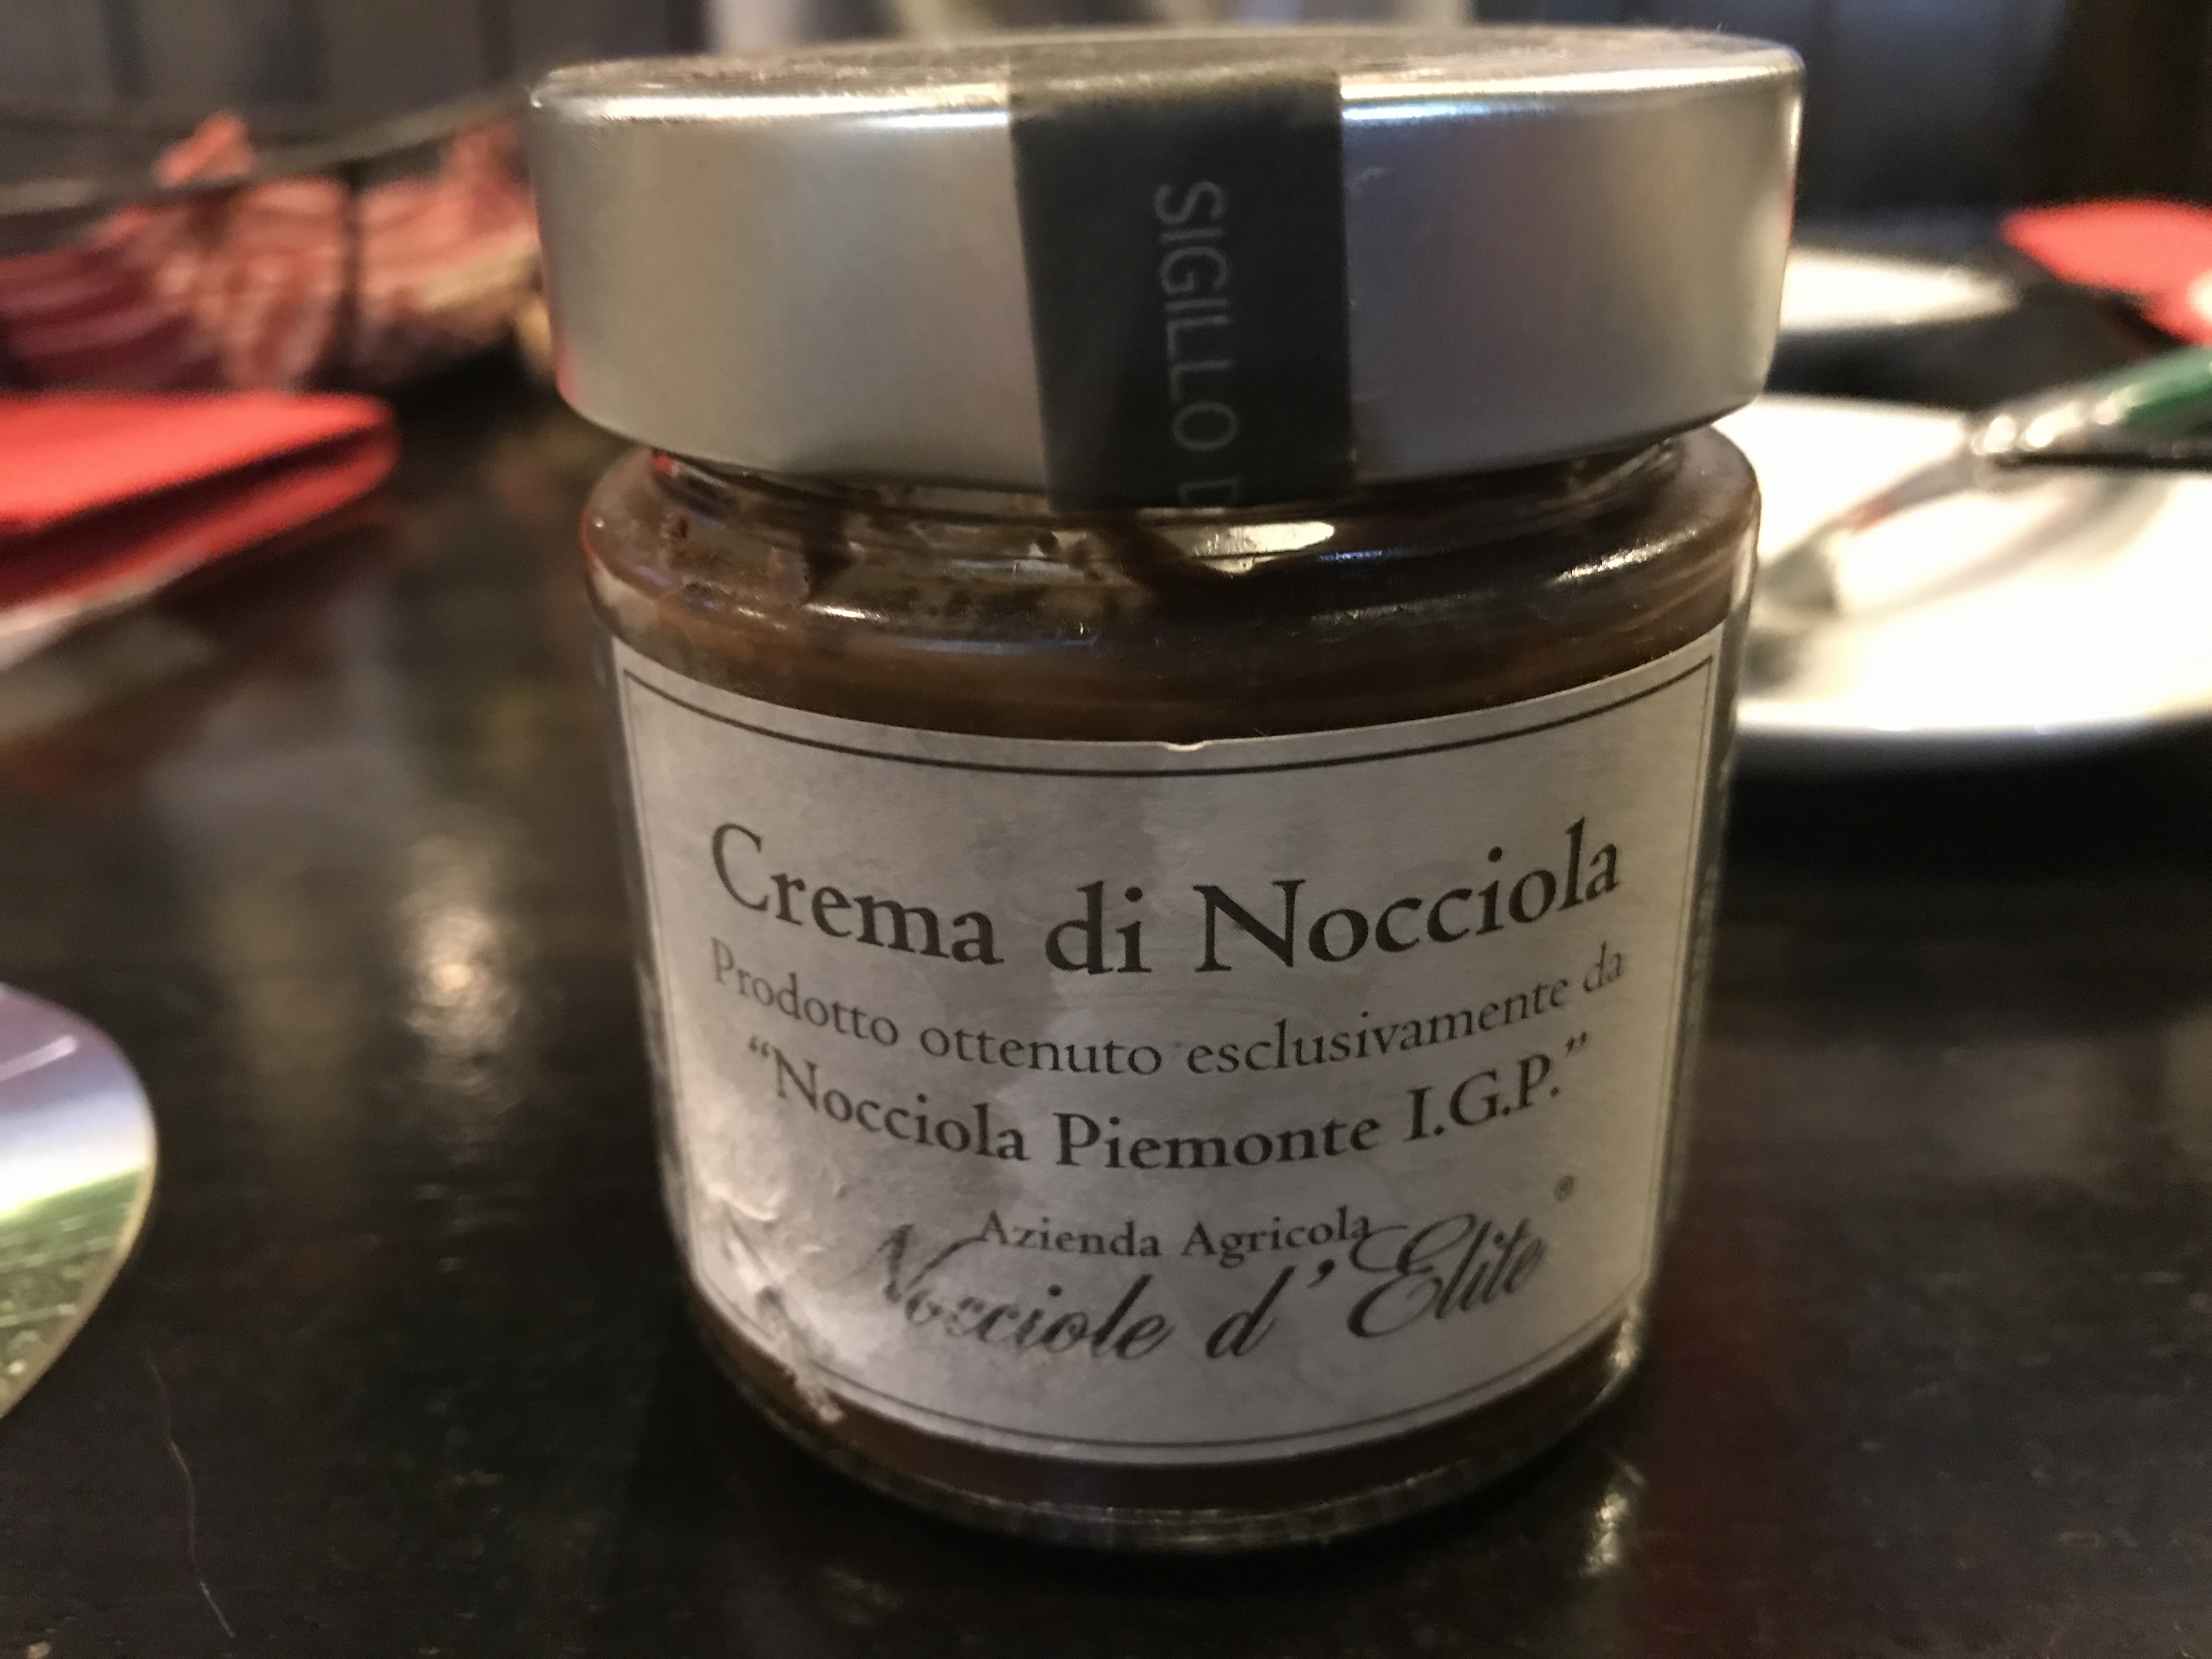 SIGILLO D
Crema di Nocciola
Prodotto ottenuto esclusivamente da
“Nocciola Piemonte I.G.P.”
Azienda Agricola
Nocciole d’Elite ®